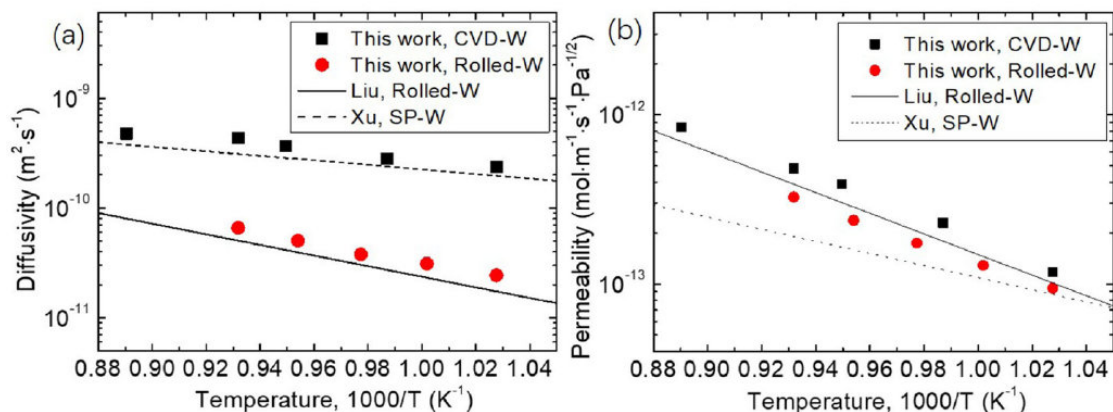 (a)
This work, CVD-W
This work, Rolled-W
Liu, Rolled-W
Xu, SP-W
Diffusivity (m²·s⁻¹)
10⁻⁹
10⁻¹⁰
10⁻¹¹
0.88 0.90 0.92 0.94 0.96 0.98 1.00 1.02 1.04
Temperature, 1000/T (K⁻¹)
(b)
This work, CVD-W
This work, Rolled-W
Liu, Rolled-W
Xu, SP-W
Permeability (mol·m⁻¹·s⁻¹·Pa⁻¹/²)
10⁻¹²
10⁻¹³
0.88 0.90 0.92 0.94 0.96 0.98 1.00 1.02 1.04
Temperature, 1000/T (K⁻¹)